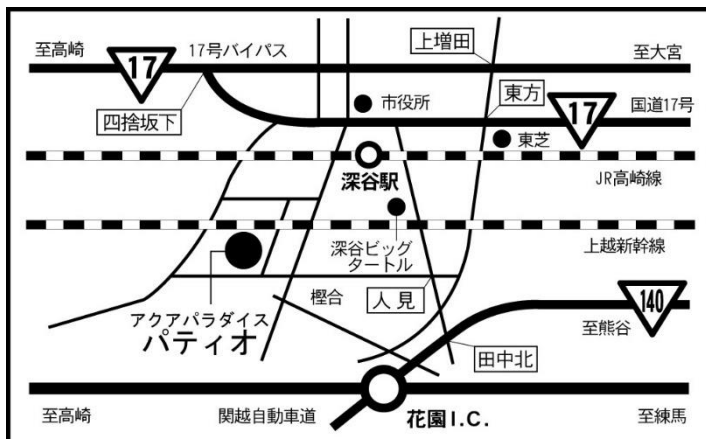 至高崎
17
17号バイパス
上増田
至大宮
四捨坂下
市役所
東方
17
国道17号
東芝
深谷駅
JR高崎線
上越新幹線
深谷ビッグ
タートル
アクアパラダイス
パティオ
樫合
人見
140
至熊谷
田中北
至高崎
関越自動車道
花園I.C.
至練馬